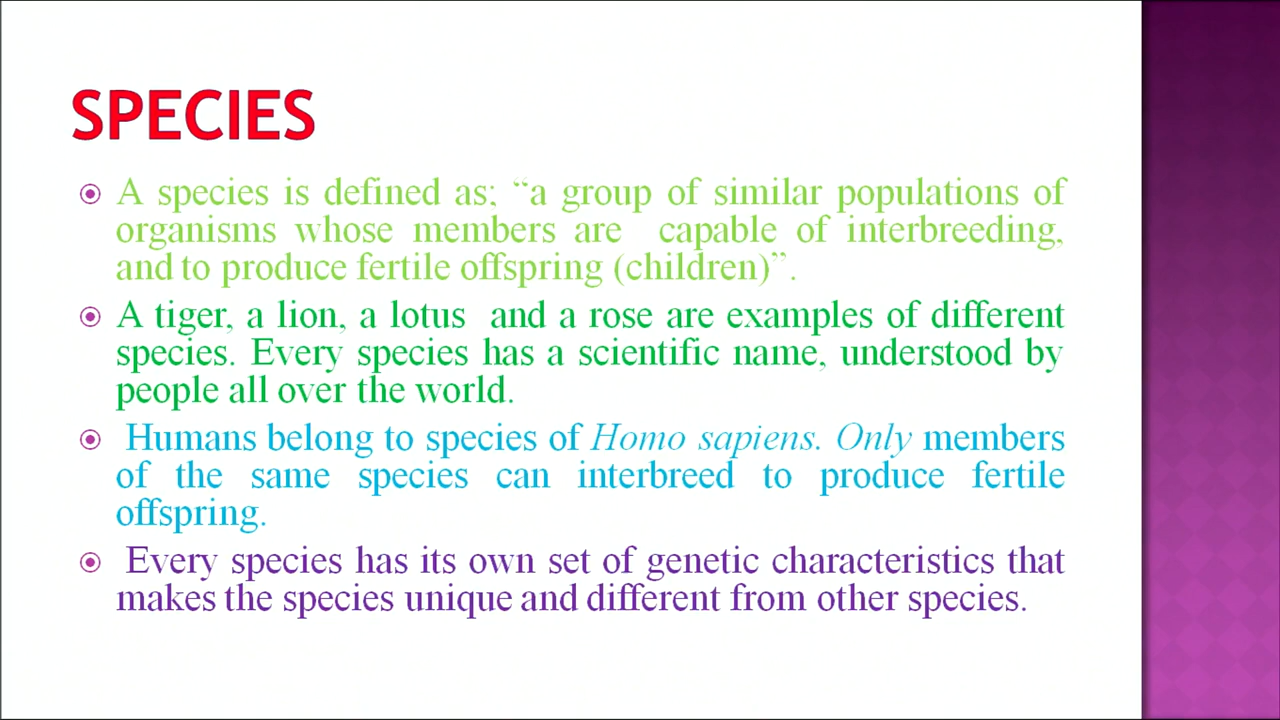 SPECIES
A species is defined as; “a group of similar populations of
organisms whose members are capable of interbreeding,
and to produce fertile offspring (children)”.
A tiger, a lion, a lotus and a rose are examples of different
species. Every species has a scientific name, understood by
people all over the world.
Humans belong to species of Homo sapiens. Only members
of the same species can interbreed to produce fertile
offspring.
Every species has its own set of genetic characteristics that
makes the species unique and different from other species.